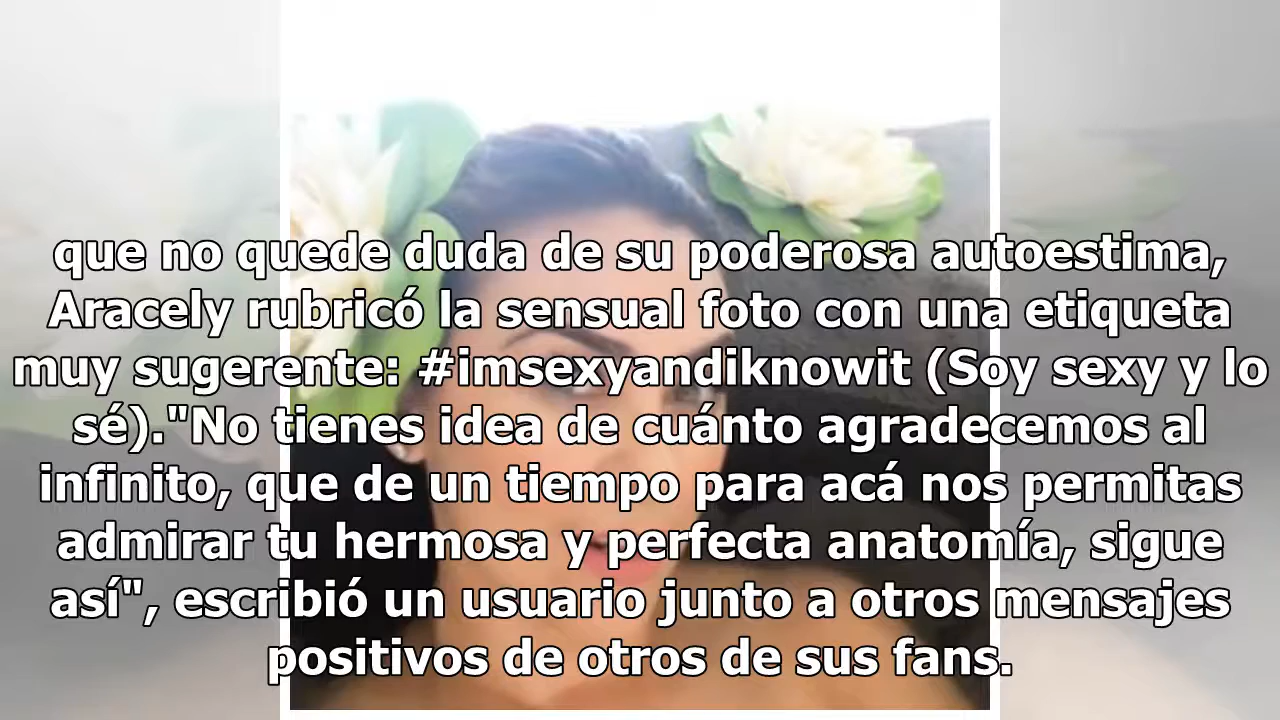 que no quede duda de su poderosa autoestima,
Aracely rubricó la sensual foto con una etiqueta
muy sugerente: #imsexyandiknowit (Soy sexy y lo
sé)."No tienes idea de cuánto agradecemos al
infinito, que de un tiempo para acá nos permitas
admirar tu hermosa y perfecta anatomía, sigue
así", escribió un usuario junto a otros mensajes
positivos de otros de sus fans.